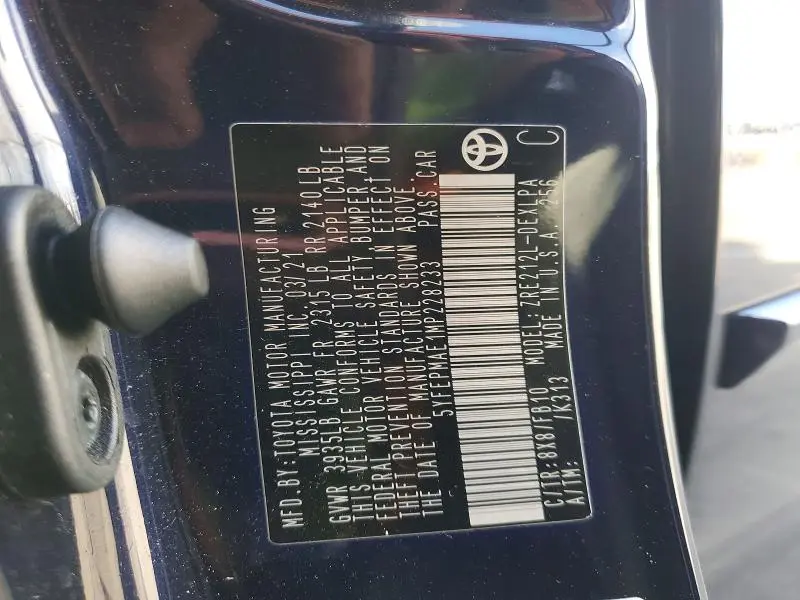 MFD.BY:TOYOTA MOTOR MANUFACTURING
MISSISSIPPI INC. 03/21
GVWR 3935LB GAWR FR 2315LB RR 2140LB
THIS VEHICLE CONFORMS TO ALL APPLICABLE
FEDERAL MOTOR VEHICLE SAFETY BUMPER AND
THEFT PREVENTION STANDARDS IN EFFECT ON
THE DATE OF MANUFACTURE SHOWN ABOVE.
5YFEPMAE1MP228233 PASS.CAR
C/TR:8X8/FB10 MODEL:ZRE212L-DEXLPA
A/TM: /K313 MADE IN U.S.A. 256
C